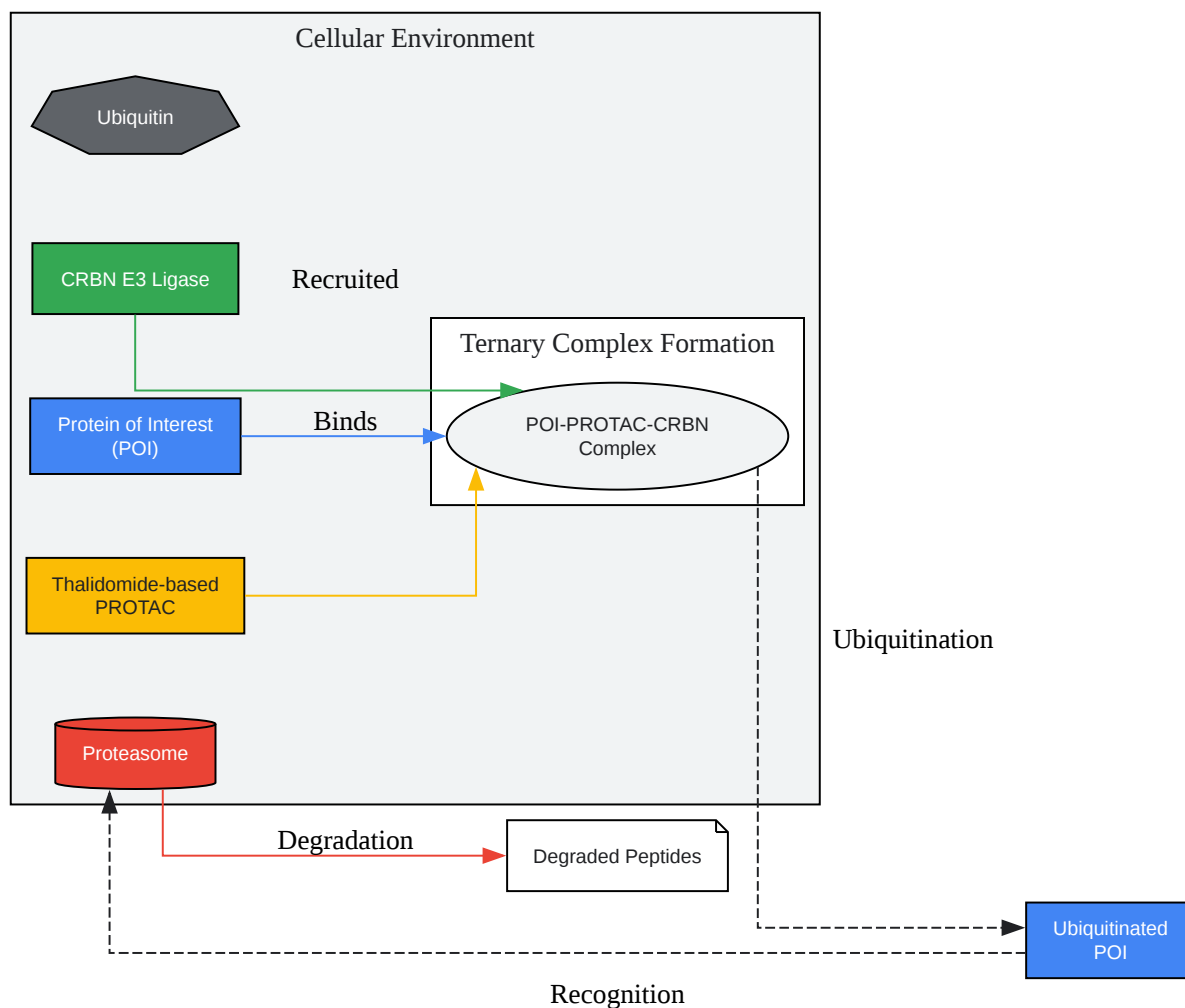 Cellular Environment
Ubiquitin
CRBN E3 Ligase
Recruited
Ternary Complex Formation
Protein of Interest
(POI)
Binds
POI-PROTAC-CRBN
Complex
Thalidomide-based
PROTAC
Ubiquitination
Proteasome
Degradation
Degraded Peptides
Ubiquitinated
POI
Recognition